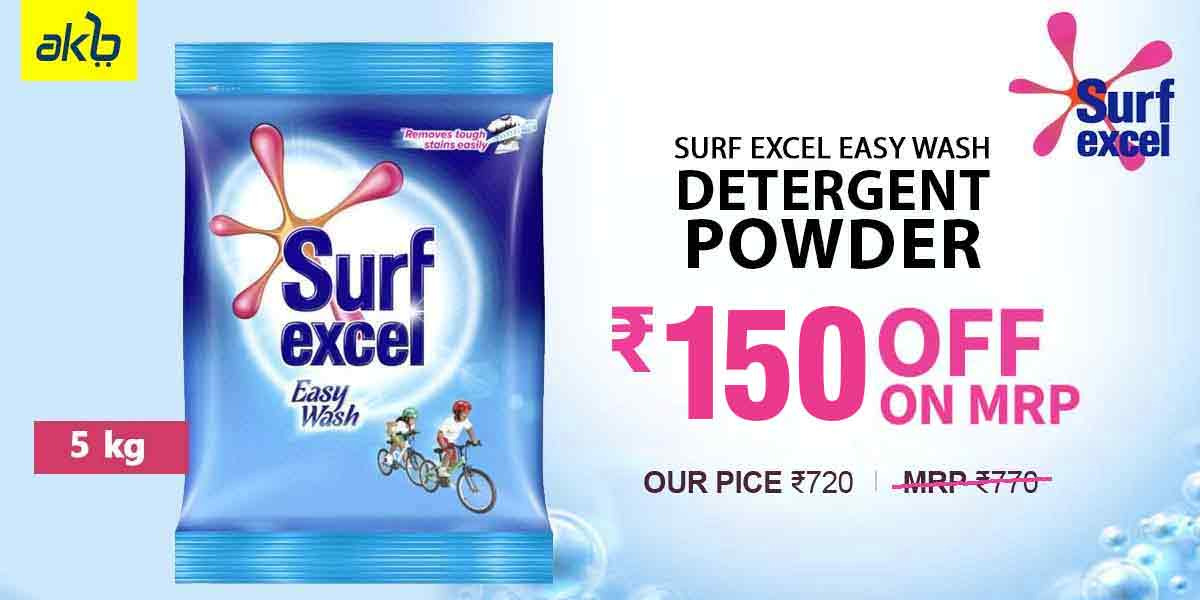 akb
Removes tough
stains easily
Surf
excel
Easy
Wash
5 kg
Surf
excel
SURF EXCEL EASY WASH
DETERGENT
POWDER
₹150 OFF
ON MRP
OUR PICE ₹720 | MRP ₹770